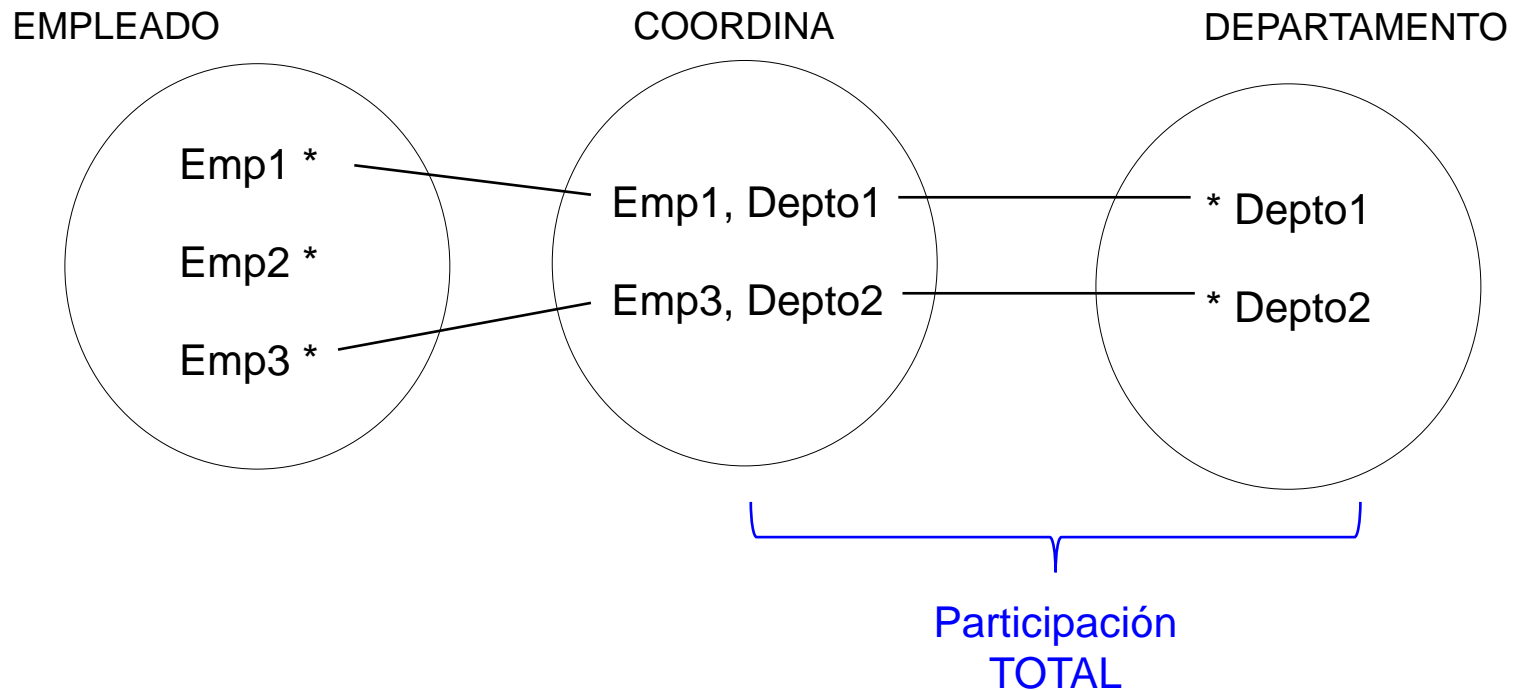 EMPLEADO
COORDINA
DEPARTAMENTO
Emp1 *
Emp2 *
Emp3 *
Emp1, Depto1
Emp3, Depto2
* Depto1
* Depto2
Participación
TOTAL